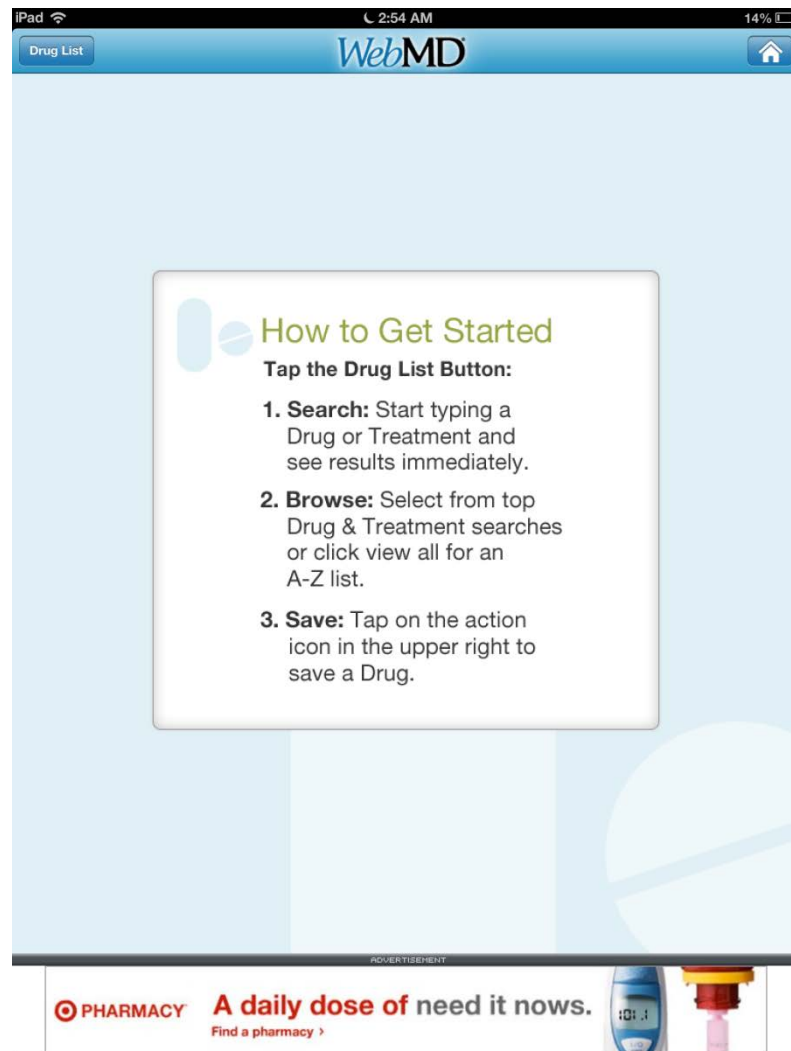 iPad 2:54 AM 14%
Drug List WebMD
How to Get Started
Tap the Drug List Button:
1. Search: Start typing a
Drug or Treatment and
see results immediately.
2. Browse: Select from top
Drug & Treatment searches
or click view all for an
A-Z list.
3. Save: Tap on the action
icon in the upper right to
save a Drug.
ADVERTISEMENT
PHARMACY A daily dose of need it nows.
Find a pharmacy ›